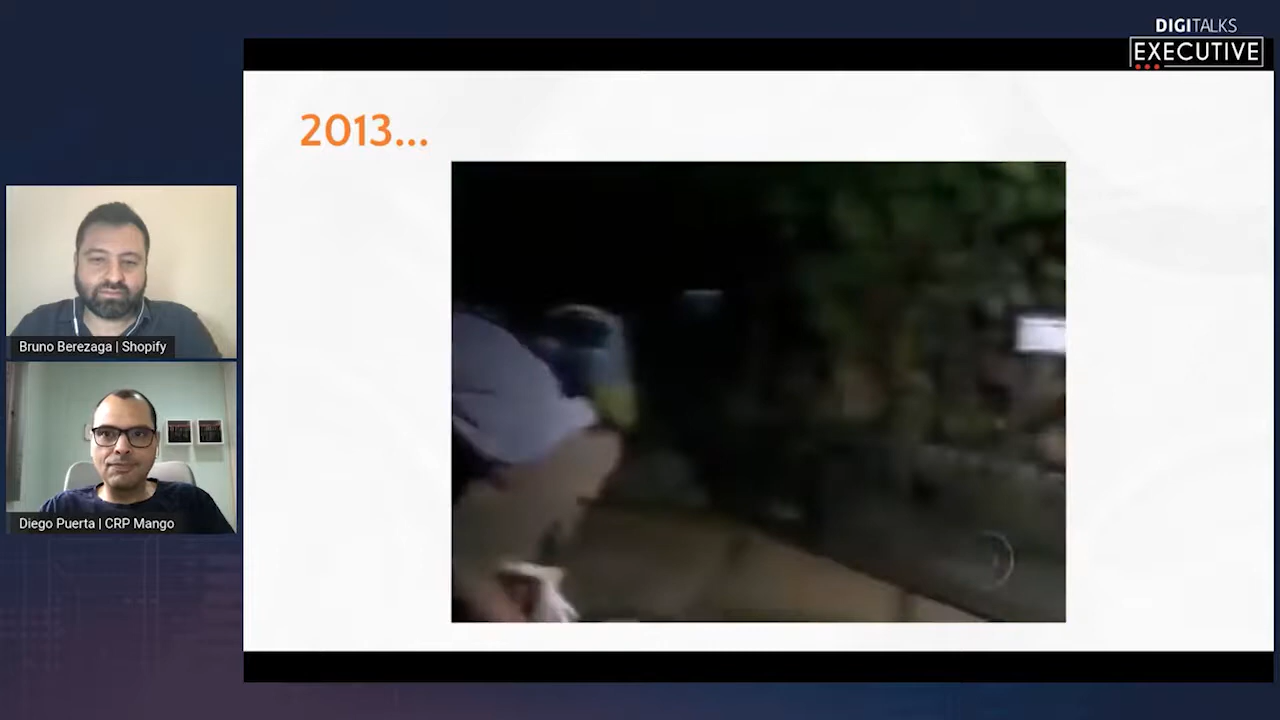 DIGITALKS
EXECUTIVE
2013...
Bruno Berezaga | Shopify
Diego Puerta | CRP Mango